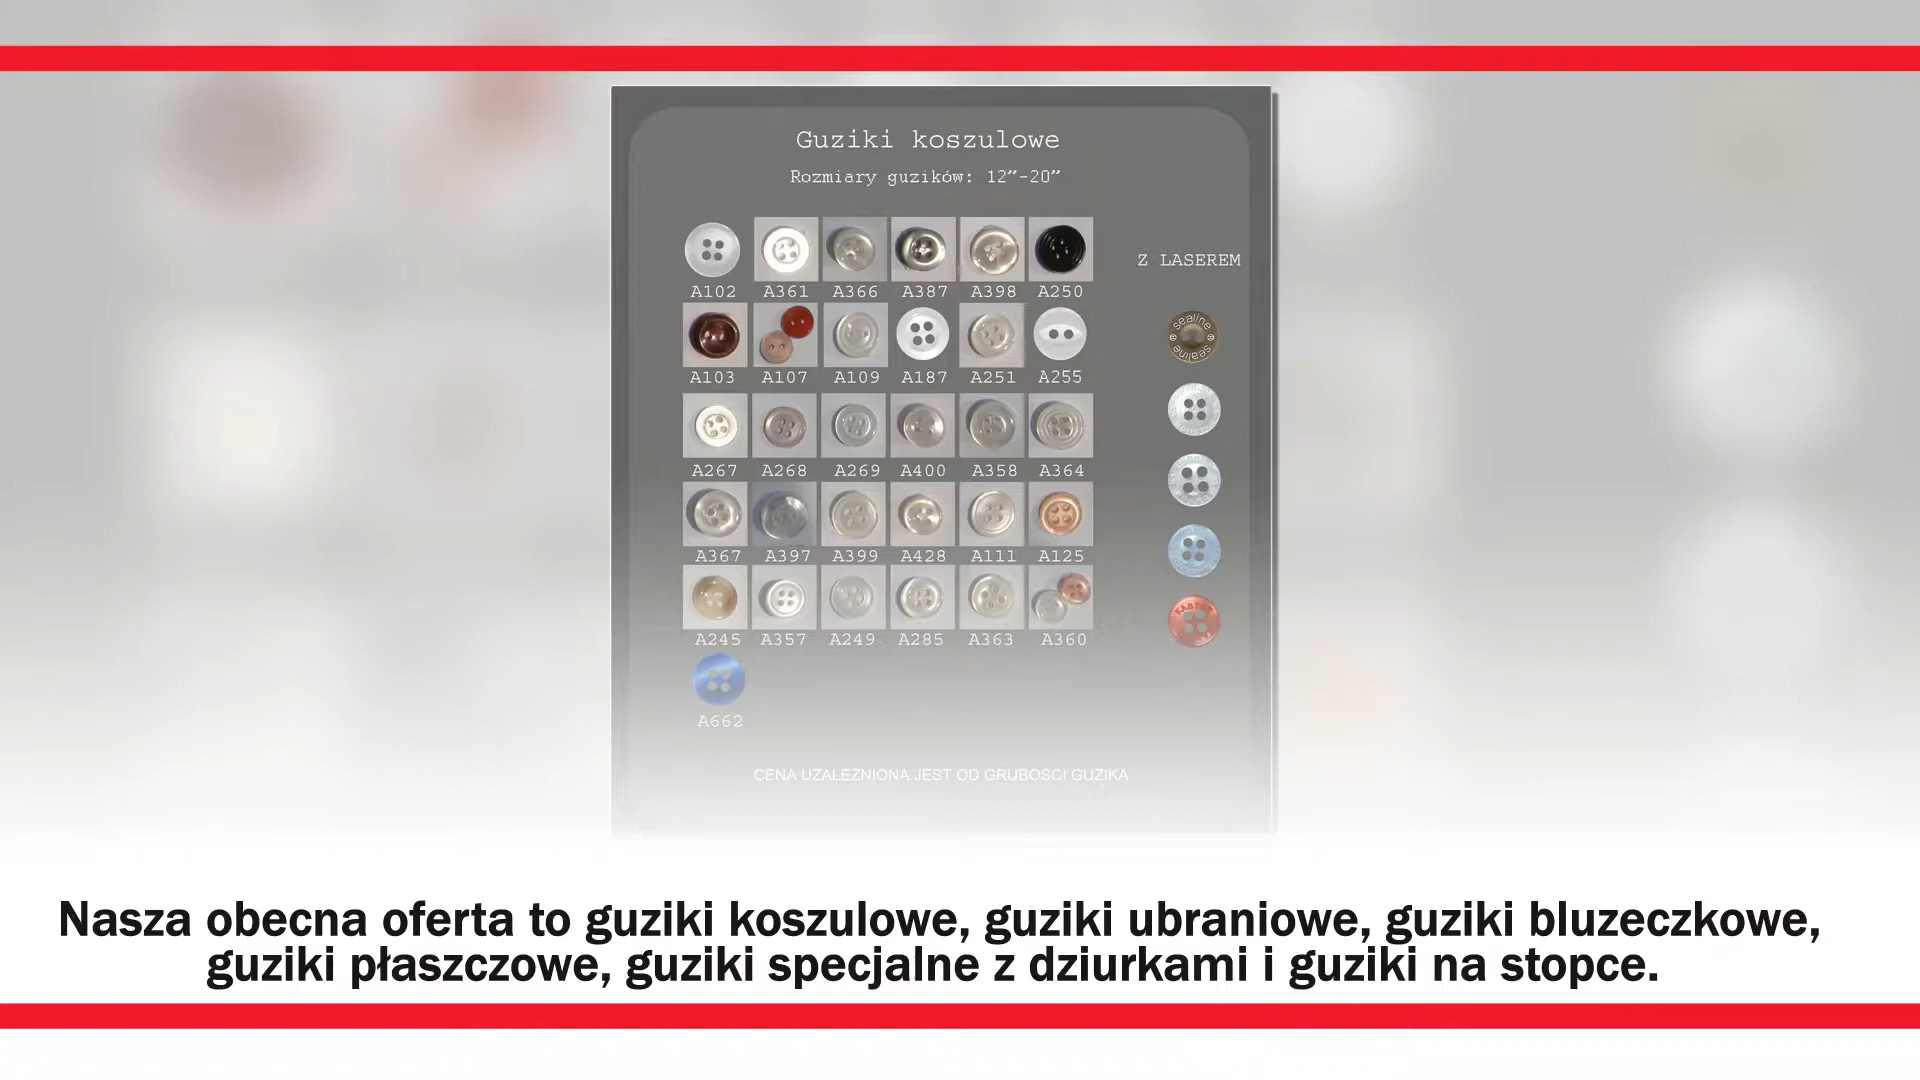 Guziki koszulowe
Rozmiary guzików: 12”-20”
Z LASEREM
A102 A361 A366 A387 A398 A250
A103 A107 A109 A187 A251 A255
A267 A268 A269 A400 A358 A364
A367 A397 A399 A428 A111 A125
A245 A357 A249 A285 A363 A360
A662
sealine
sealine
CENA UZALEZNIONA JEST OD GRUBOSCI GUZIKA
Nasza obecna oferta to guziki koszulowe, guziki ubraniowe, guziki bluzeczkowe,
guziki płaszczowe, guziki specjalne z dziurkami i guziki na stopce.